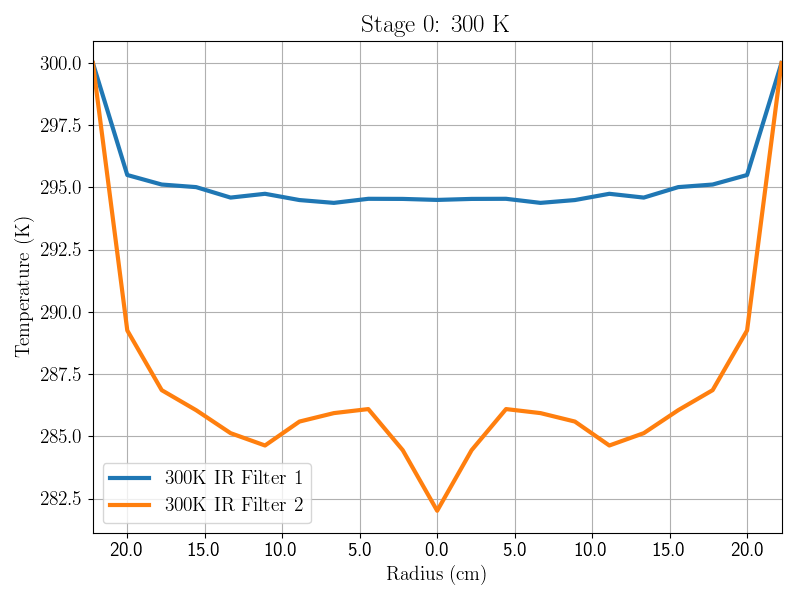 Stage 0: 300 K
Temperature (K)
300.0
297.5
295.0
292.5
290.0
287.5
285.0
282.5
300K IR Filter 1
300K IR Filter 2
20.0 15.0 10.0 5.0 0.0 5.0 10.0 15.0 20.0
Radius (cm)